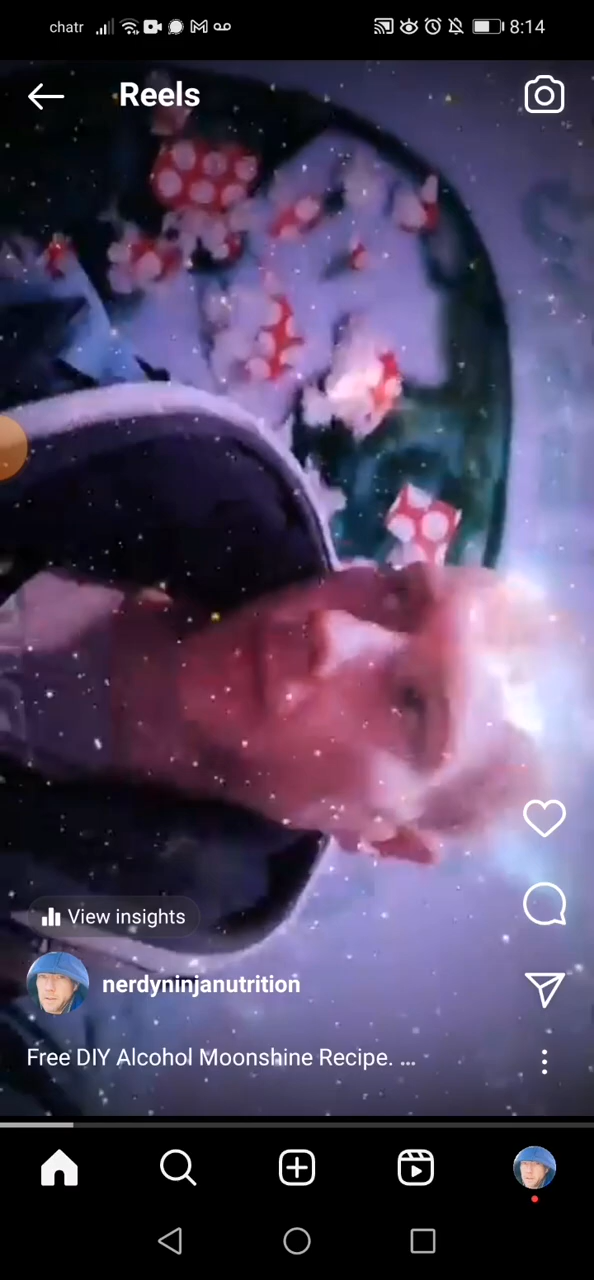 chatr 8:14
Reels
View insights
nerdyninjanutrition
Free DIY Alcohol Moonshine Recipe. ...